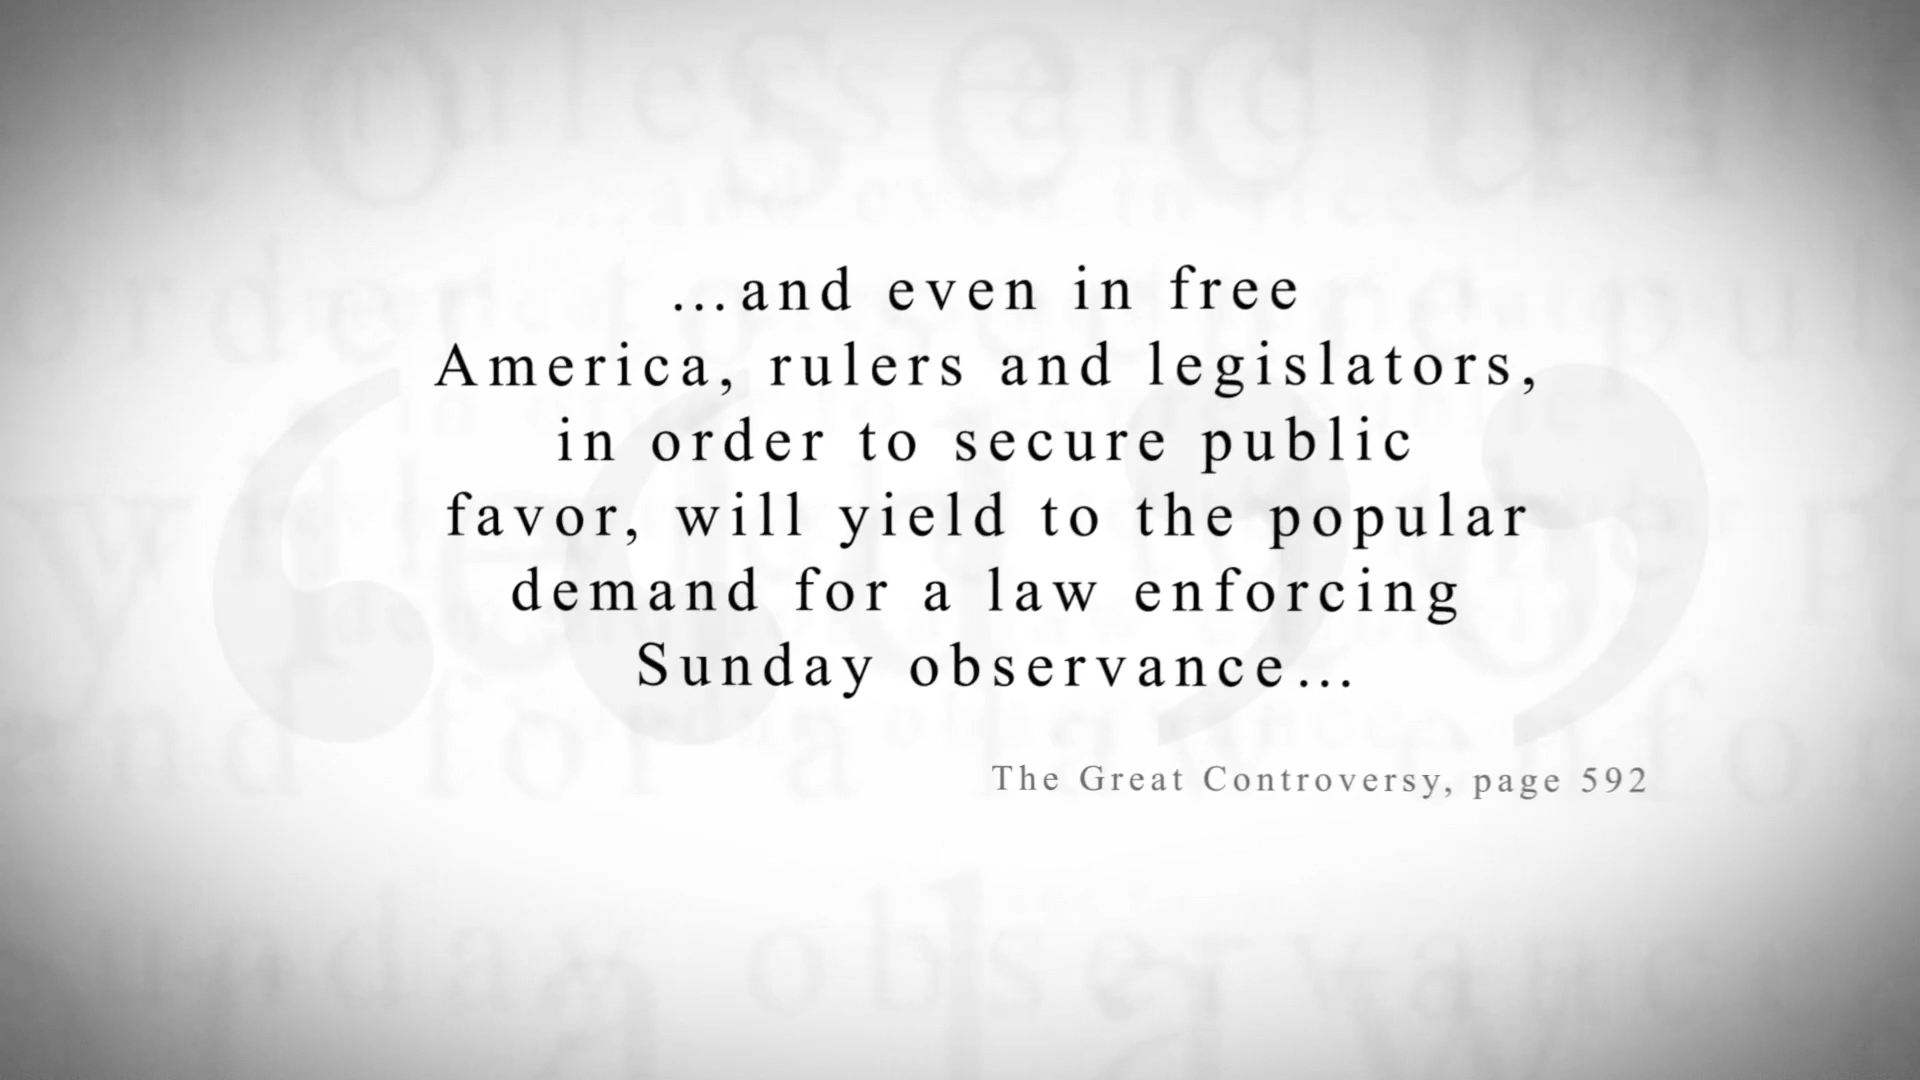 ...and even in free
America, rulers and legislators,
in order to secure public
favor, will yield to the popular
demand for a law enforcing
Sunday observance...
The Great Controversy, page 592